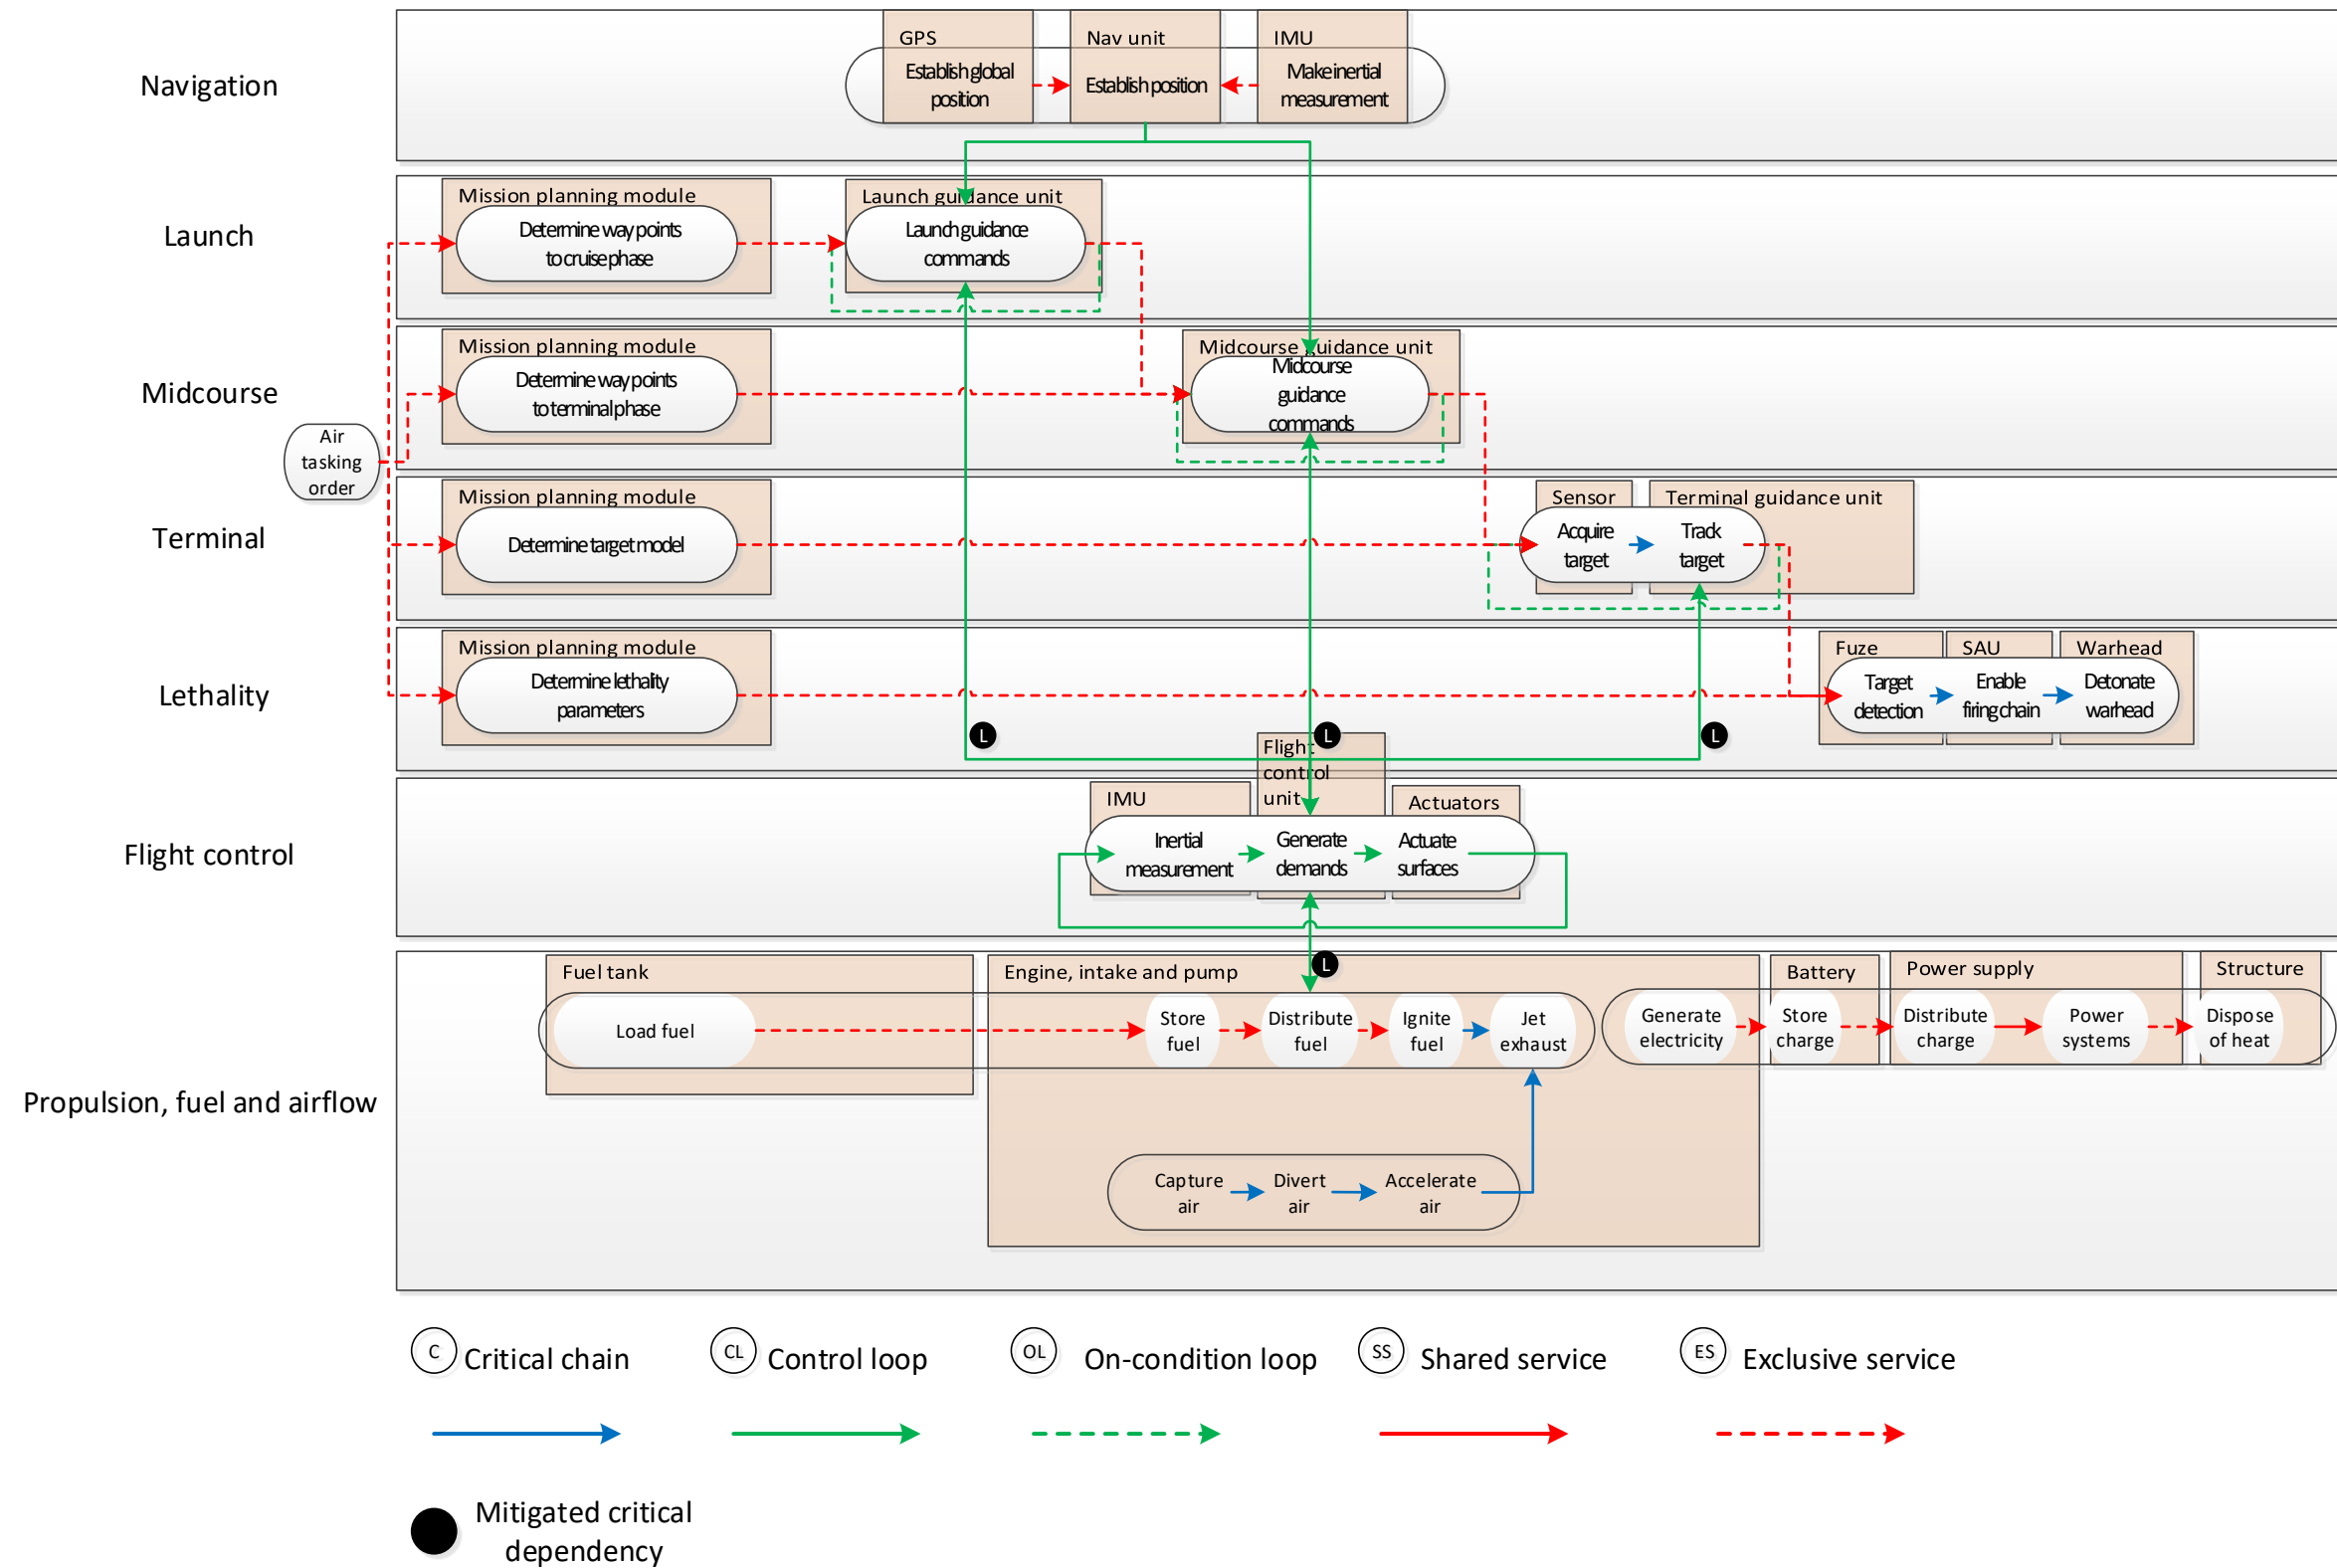 Navigation
GPS
Nav unit
IMU
Establish global
position
Establish position
Make inertial
measurement
Launch
Mission planning module
Determine way points
to cruise phase
Launch guidance unit
Launch guidance
commands
Midcourse
Mission planning module
Determine way points
to terminal phase
Midcourse guidance unit
Midcourse
guidance
commands
Air
tasking
order
Terminal
Mission planning module
Determine target model
Sensor
Terminal guidance unit
Acquire
target
Track
target
Lethality
Mission planning module
Determine lethality
parameters
Fuze
SAU
Warhead
Target
detection
Enable
firing chain
Detonate
warhead
L
L
L
Flight control
IMU
Flight
control
unit
Actuators
Inertial
measurement
Generate
demands
Actuate
surfaces
Propulsion, fuel and airflow
Fuel tank
Engine, intake and pump
L
Battery
Power supply
Structure
Load fuel
Store
fuel
Distribute
fuel
Ignite
fuel
Jet
exhaust
Generate
electricity
Store
charge
Distribute
charge
Power
systems
Dispose
of heat
Capture
air
Divert
air
Accelerate
air
C Critical chain
CL Control loop
OL On-condition loop
SS Shared service
ES Exclusive service
Mitigated critical
dependency